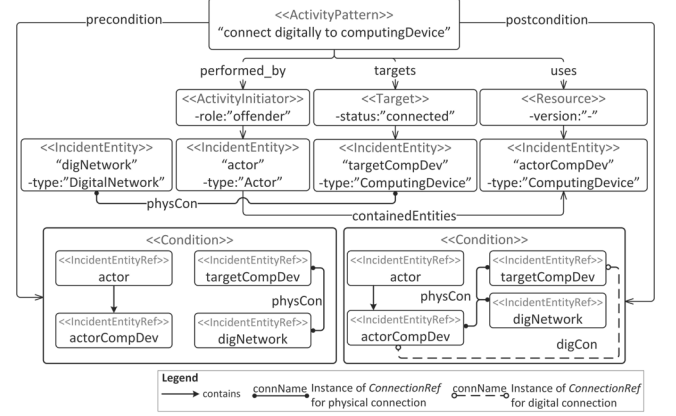 <<ActivityPattern>>
"connect digitally to computingDevice"
precondition
postcondition
performed_by
targets
uses
<<ActivityInitiator>>
-role:"offender"
<<Target>>
-status:"connected"
<<Resource>>
-version:"-"
<<IncidentEntity>>
"digNetwork"
-type:"DigitalNetwork"
<<IncidentEntity>>
"actor"
-type:"Actor"
<<IncidentEntity>>
"targetCompDev"
-type:"ComputingDevice"
<<IncidentEntity>>
"actorCompDev"
-type:"ComputingDevice"
physCon
containedEntities
<<Condition>>
<<IncidentEntityRef>>
actor
<<IncidentEntityRef>>
targetCompDev
physCon
<<IncidentEntityRef>>
actorCompDev
<<IncidentEntityRef>>
digNetwork
<<Condition>>
<<IncidentEntityRef>>
actor
<<IncidentEntityRef>>
targetCompDev
physCon
<<IncidentEntityRef>>
actorCompDev
<<IncidentEntityRef>>
digNetwork
digCon
Legend
contains
connName Instance of ConnectionRef
for physical connection
connName Instance of ConnectionRef
for digital connection